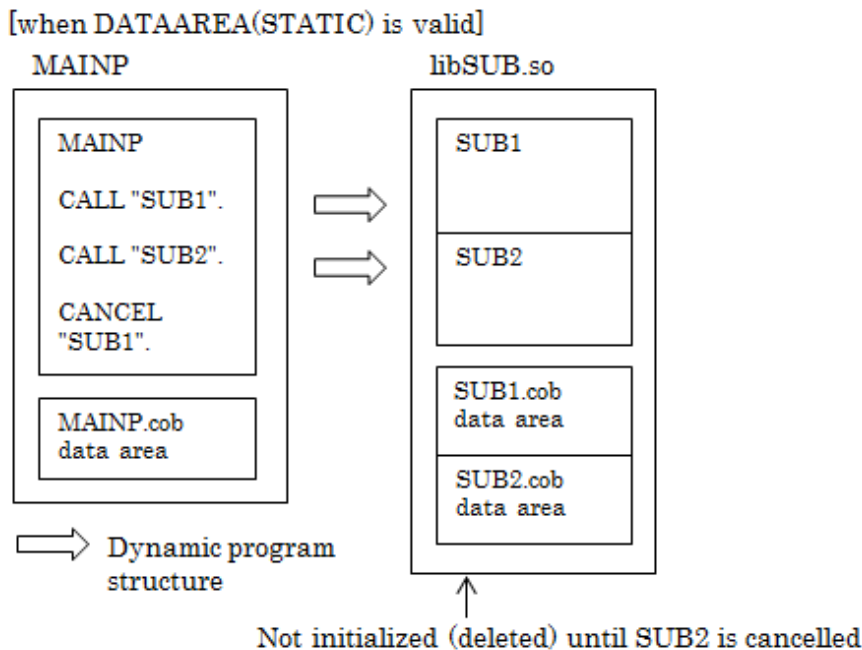 [when DATAAREA(STATIC) is valid]
MAINP
libSUB.so
MAINP
CALL "SUB1".
CALL "SUB2".
CANCEL
"SUB1".
MAINP.cob
data area
SUB1
SUB2
SUB1.cob
data area
SUB2.cob
data area
Dynamic program
structure
Not initialized (deleted) until SUB2 is cancelled